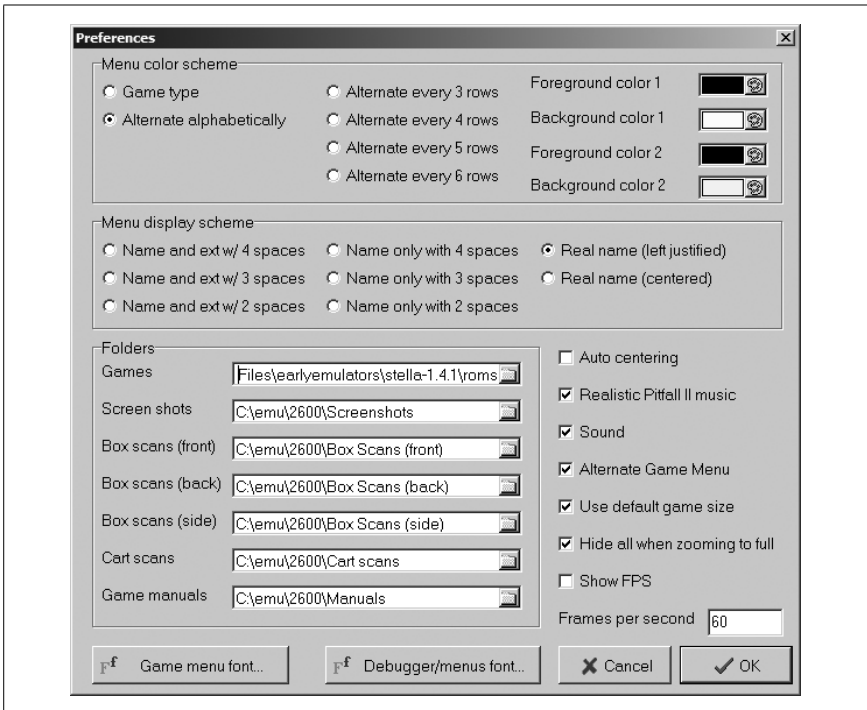 Preferences
Menu color scheme
Game type
Alternate alphabetically
Alternate every 3 rows
Alternate every 4 rows
Alternate every 5 rows
Alternate every 6 rows
Foreground color 1
Background color 1
Foreground color 2
Background color 2
Menu display scheme
Name and ext w/ 4 spaces
Name and ext w/ 3 spaces
Name and ext w/ 2 spaces
Name only with 4 spaces
Name only with 3 spaces
Name only with 2 spaces
Real name (left justified)
Real name (centered)
Folders
Games Files\earlyemulators\stella-1.4.1\roms
Screen shots C:\emu\2600\Screenshots
Box scans (front) C:\emu\2600\Box Scans (front)
Box scans (back) C:\emu\2600\Box Scans (back)
Box scans (side) C:\emu\2600\Box Scans (side)
Cart scans C:\emu\2600\Cart scans
Game manuals C:\emu\2600\Manuals
Auto centering
Realistic Pitfall II music
Sound
Alternate Game Menu
Use default game size
Hide all when zooming to full
Show FPS
Frames per second 60
Ff Game menu font...
Ff Debugger/menus font...
Cancel
OK